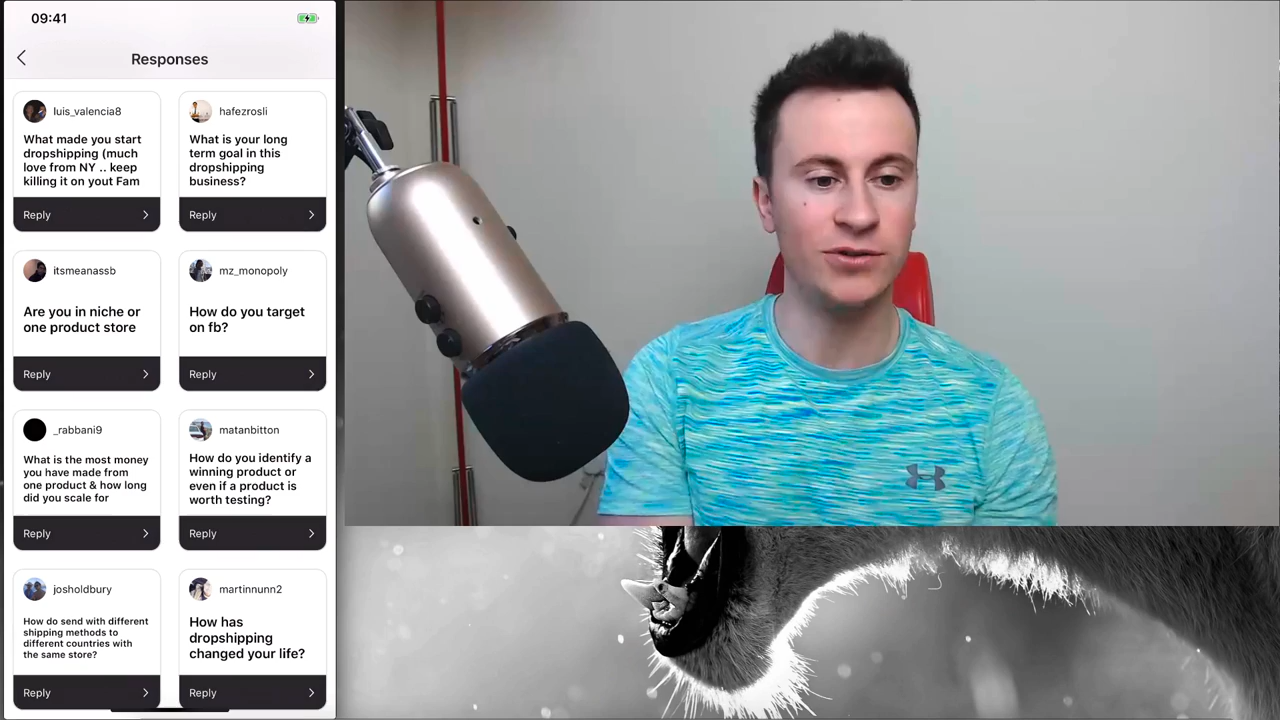 09:41
Responses
luis_valencia8
What made you start
dropshipping (much
love from NY .. keep
killing it on yout Fam
Reply
hafezrosli
What is your long
term goal in this
dropshipping
business?
Reply
itsmeanassb
Are you in niche or
one product store
Reply
mz_monopoly
How do you target
on fb?
Reply
_rabbani9
What is the most money
you have made from
one product & how long
did you scale for
Reply
matanbitton
How do you identify a
winning product or
even if a product is
worth testing?
Reply
josholdbury
How do send with different
shipping methods to
different countries with
the same store?
Reply
martinnunn2
How has
dropshipping
changed your life?
Reply